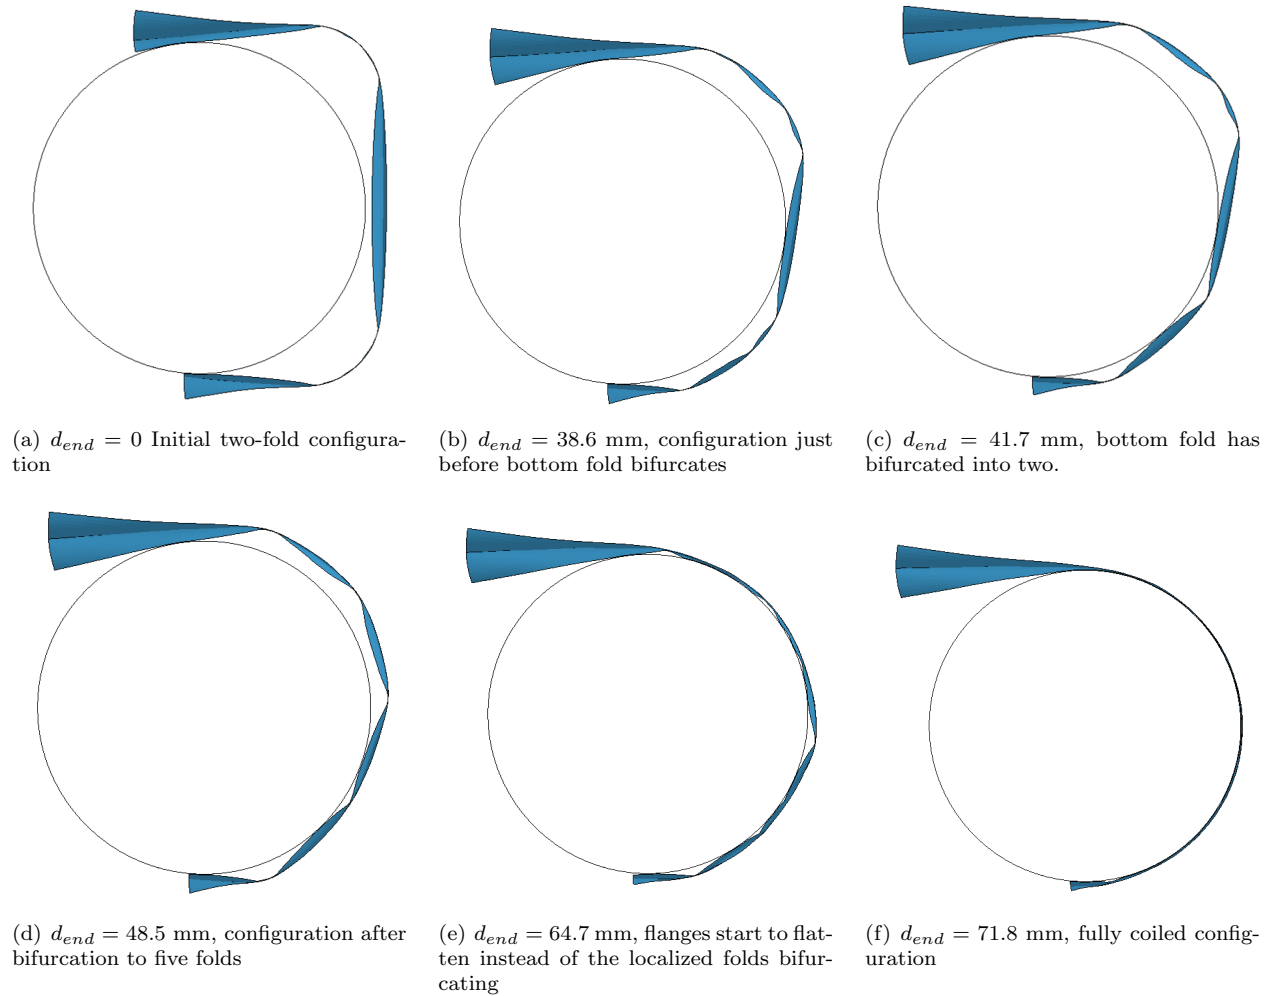 (a) d_end = 0 Initial two-fold configura-
tion
(b) d_end = 38.6 mm, configuration just
before bottom fold bifurcates
(c) d_end = 41.7 mm, bottom fold has
bifurcated into two.
(d) d_end = 48.5 mm, configuration after
bifurcation to five folds
(e) d_end = 64.7 mm, flanges start to flat-
ten instead of the localized folds bifur-
cating
(f) d_end = 71.8 mm, fully coiled config-
uration